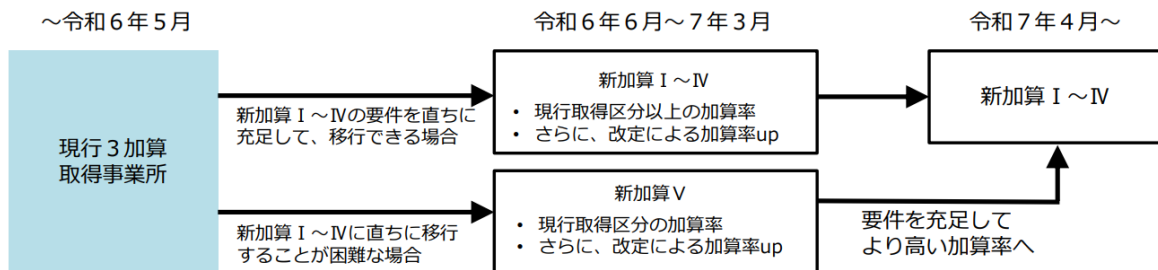 ～令和６年５月
令和６年６月～７年３月
令和７年４月～
現行３加算
取得事業所
新加算Ⅰ～Ⅳの要件を直ちに
充足して、移行できる場合
新加算Ⅰ～Ⅳ
• 現行取得区分以上の加算率
• さらに、改定による加算率up
新加算Ⅰ～Ⅳ
新加算Ⅰ～Ⅳに直ちに移行
することが困難な場合
新加算Ⅴ
• 現行取得区分の加算率
• さらに、改定による加算率up
要件を充足して
より高い加算率へ